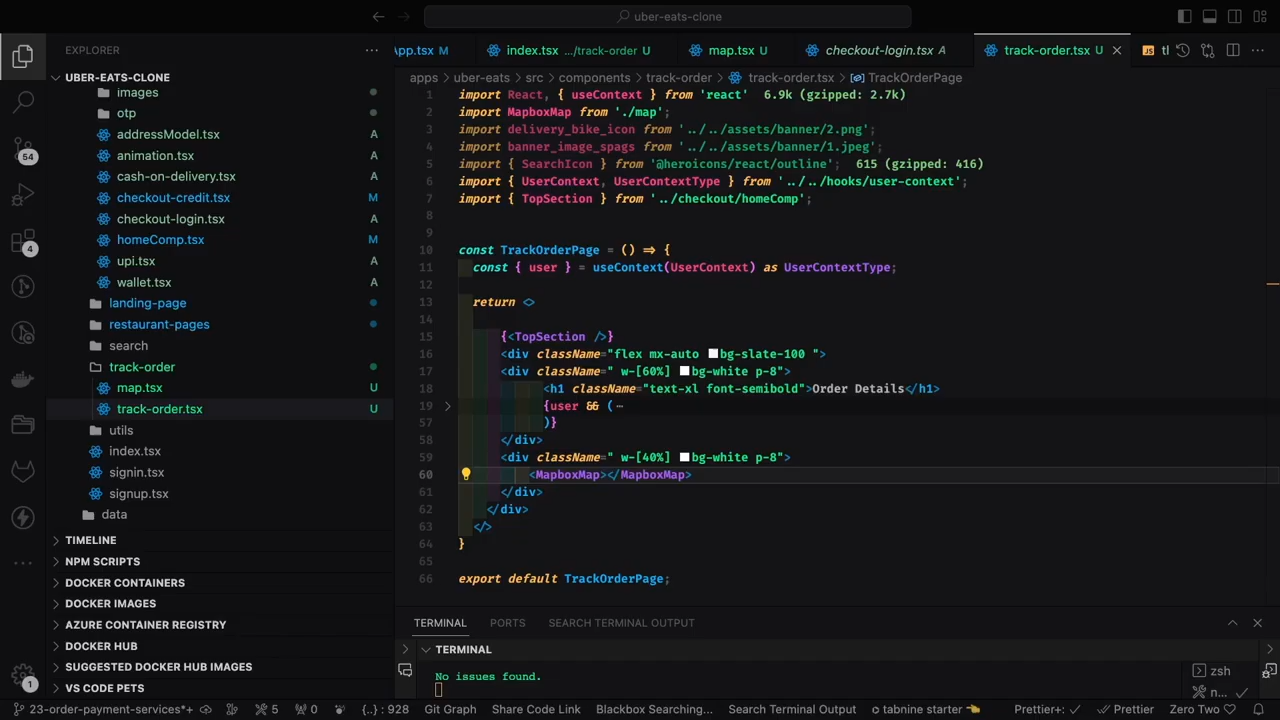 uber-eats-clone
EXPLORER
UBER-EATS-CLONE
images
otp
addressModel.tsx A
animation.tsx A
cash-on-delivery.tsx A
checkout-credit.tsx M
checkout-login.tsx A
homeComp.tsx M
upi.tsx A
wallet.tsx A
landing-page
restaurant-pages
search
track-order
map.tsx U
track-order.tsx U
utils
index.tsx
signin.tsx
signup.tsx
data
TIMELINE
NPM SCRIPTS
DOCKER CONTAINERS
DOCKER IMAGES
AZURE CONTAINER REGISTRY
DOCKER HUB
SUGGESTED DOCKER HUB IMAGES
VS CODE PETS
54
4
1
App.tsx M index.tsx .../track-order U map.tsx U checkout-login.tsx A track-order.tsx U JS tl
apps > uber-eats > src > components > track-order > track-order.tsx > TrackOrderPage
1 import React, { useContext } from 'react' 6.9k (gzipped: 2.7k)
2 import MapboxMap from './map';
3 import delivery_bike_icon from '../../assets/banner/2.png';
4 import banner_image_spags from '../../assets/banner/1.jpeg';
5 import { SearchIcon } from '@heroicons/react/outline'; 615 (gzipped: 416)
6 import { UserContext, UserContextType } from '../../hooks/user-context';
7 import { TopSection } from '../checkout/homeComp';
8
9
10 const TrackOrderPage = () => {
11 const { user } = useContext(UserContext) as UserContextType;
12
13 return <>
14
15 {<TopSection />}
16 <div className="flex mx-auto bg-slate-100 ">
17 <div className=" w-[60%] bg-white p-8">
18 <h1 className="text-xl font-semibold">Order Details</h1>
19 {user && (⋯
57 )}
58 </div>
59 <div className=" w-[40%] bg-white p-8">
60 <MapboxMap></MapboxMap>
61 </div>
62 </div>
63 </>
64 }
65
66 export default TrackOrderPage;
TERMINAL PORTS SEARCH TERMINAL OUTPUT
TERMINAL
No issues found.
zsh
n...
23-order-payment-services*+ 5 0 {..} : 928 Git Graph Share Code Link Blackbox Searching... Search Terminal Output tabnine starter Prettier+: Prettier Zero Two